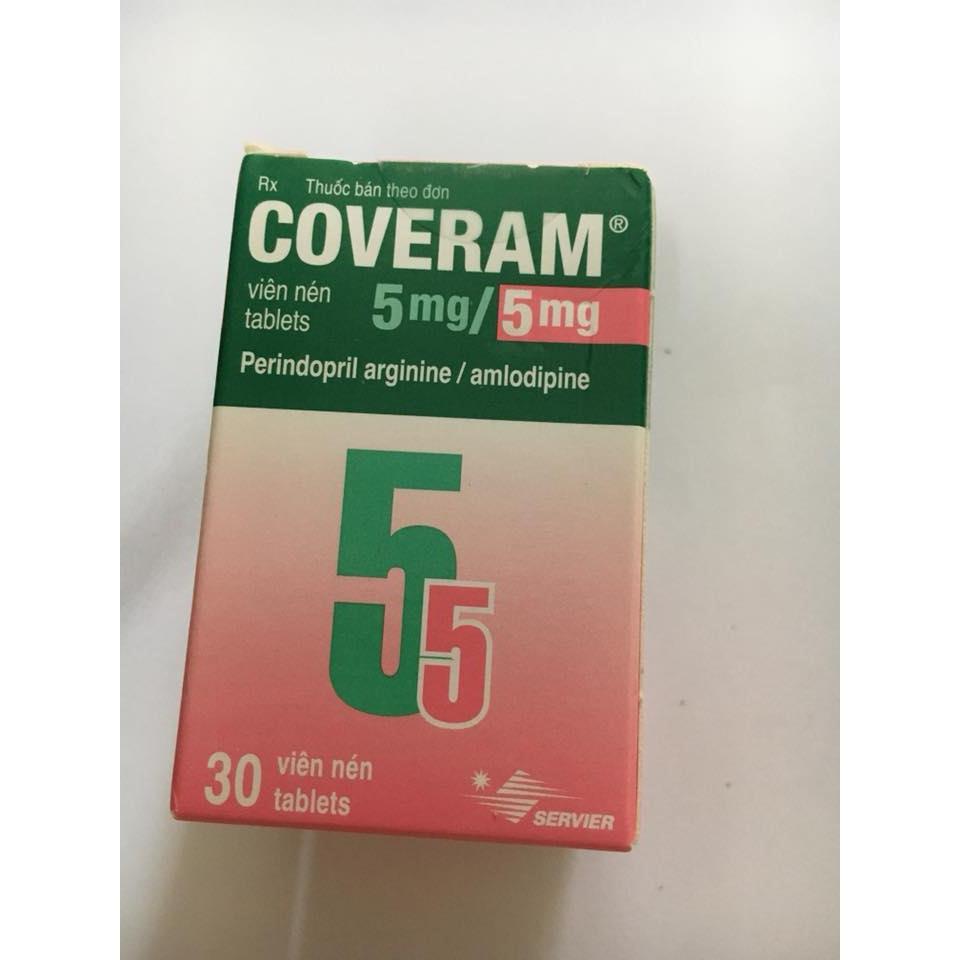 Rx Thuốc bán theo đơn
COVERAM®
viên nén
tablets
5mg/5mg
Perindopril arginine / amlodipine
5
5
30 viên nén
tablets
SERVIER